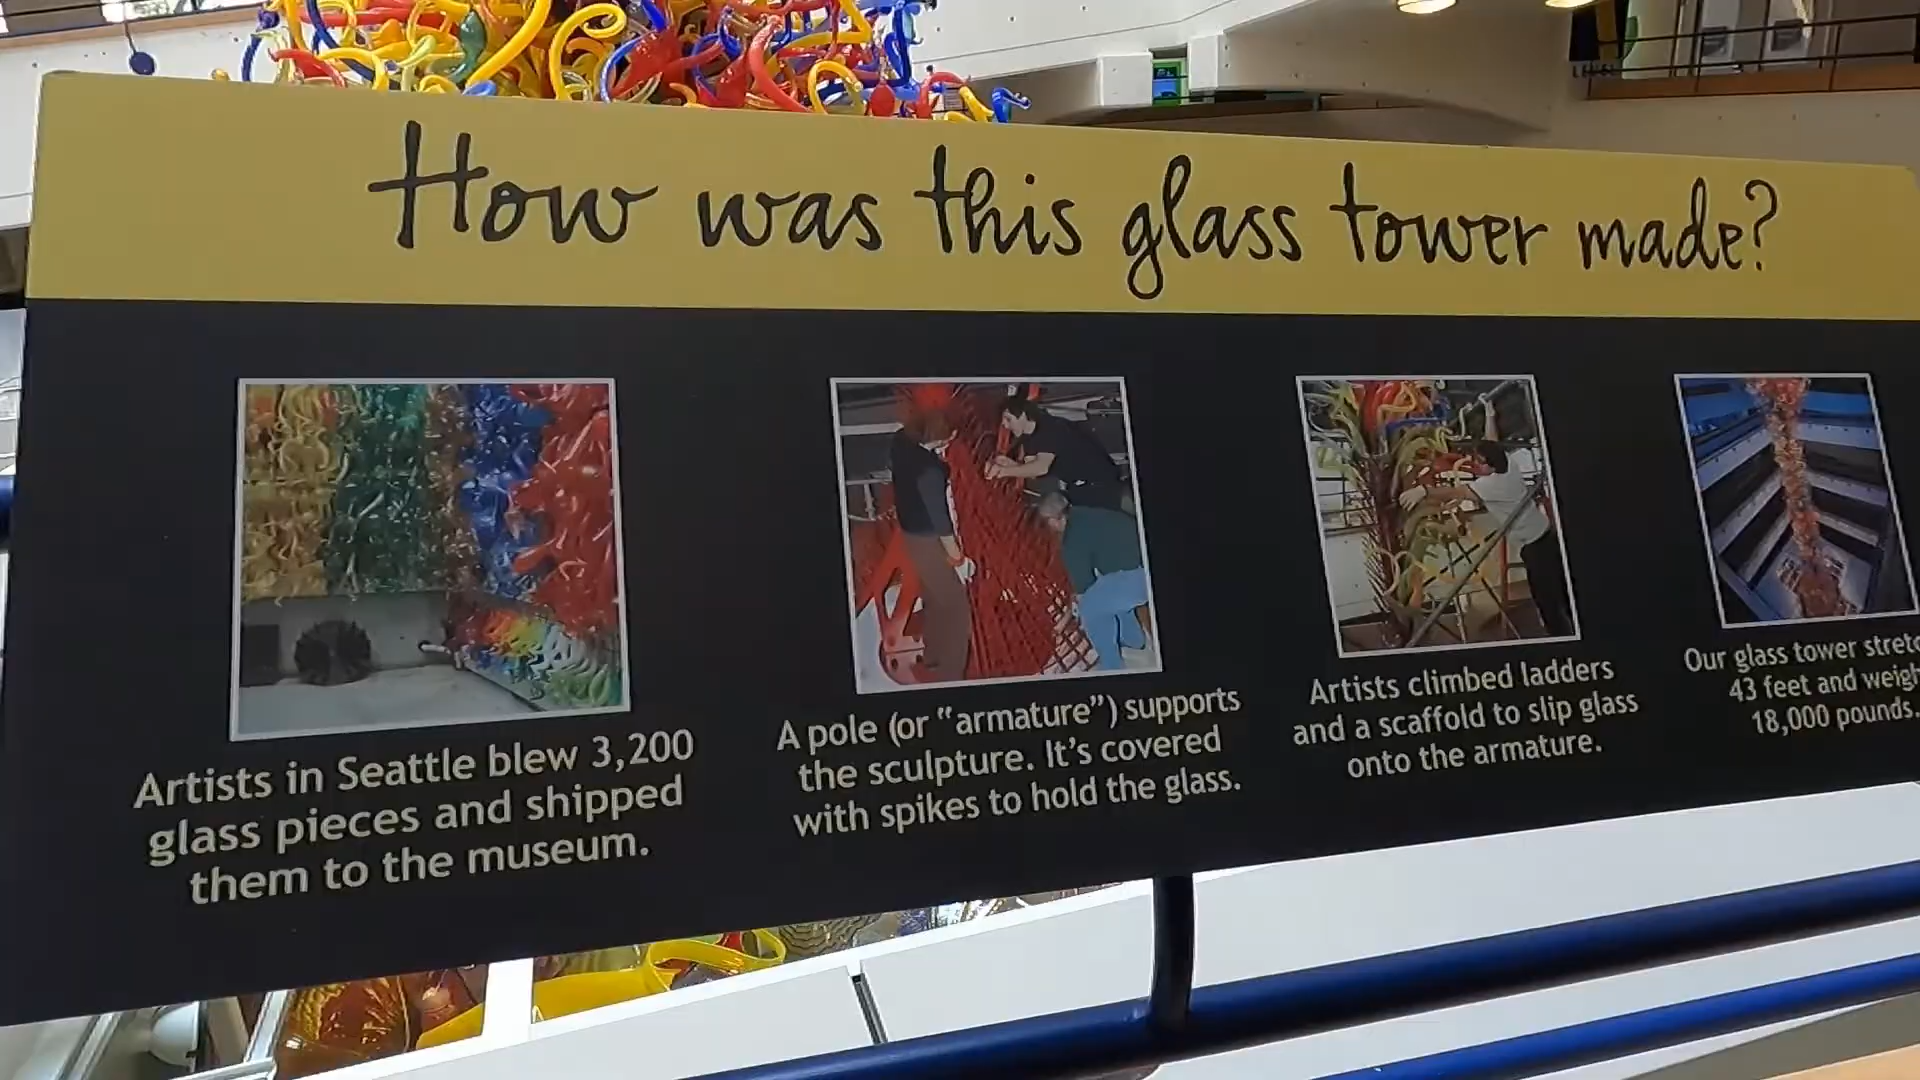 How was this glass tower made?
Artists in Seattle blew 3,200
glass pieces and shipped
them to the museum.
A pole (or “armature”) supports
the sculpture. It’s covered
with spikes to hold the glass.
Artists climbed ladders
and a scaffold to slip glass
onto the armature.
Our glass tower
43 feet and
18,000 pounds.